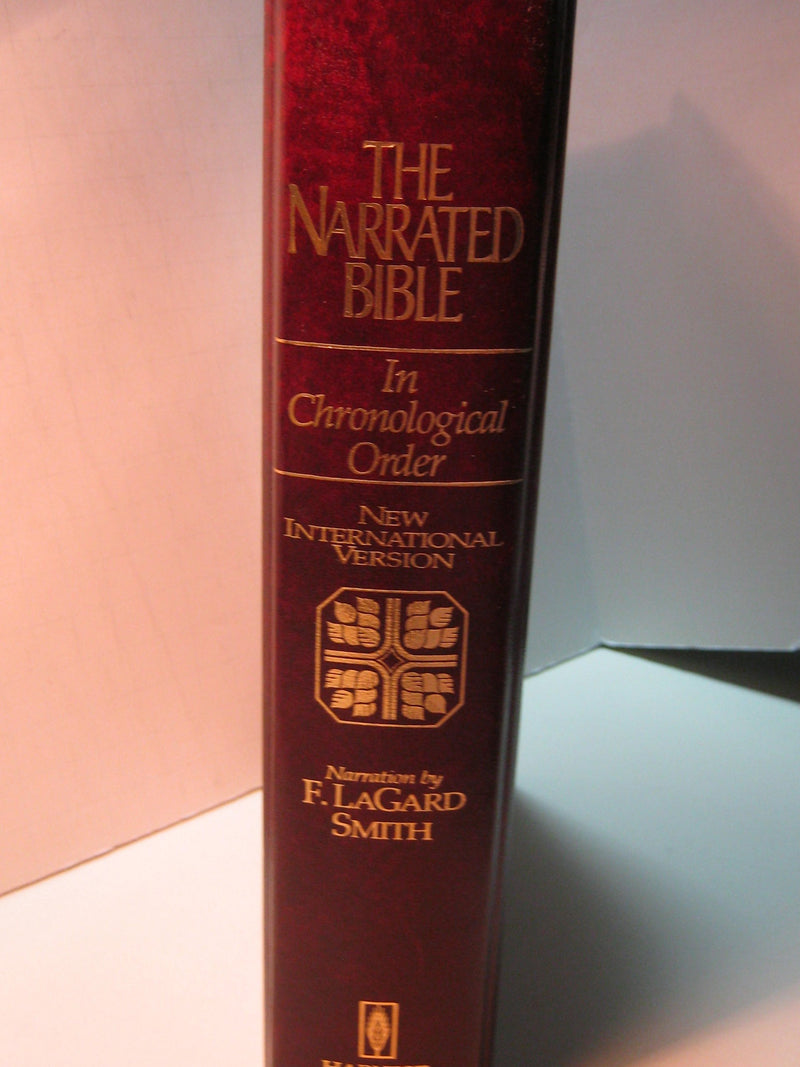 THE
NARRATED
BIBLE
In
Chronological
Order
NEW
INTERNATIONAL
VERSION
Narration by
F. LAGARD
SMITH